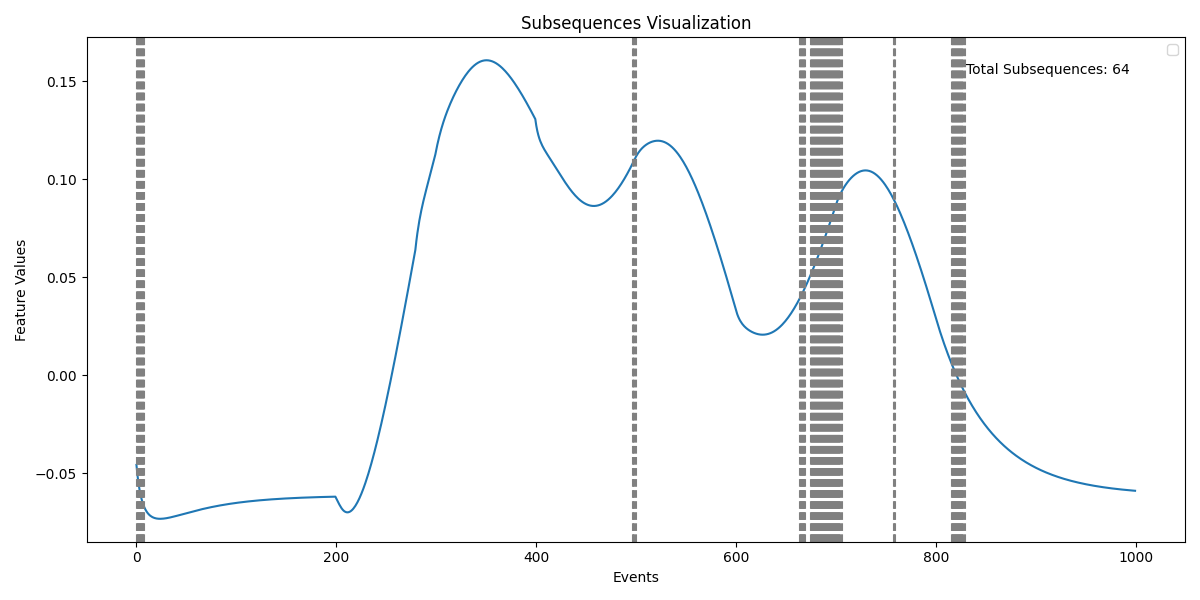 Subsequences Visualization
Total Subsequences: 64
Feature Values
0.15
0.10
0.05
0.00
−0.05
0
200
400
600
800
1000
Events